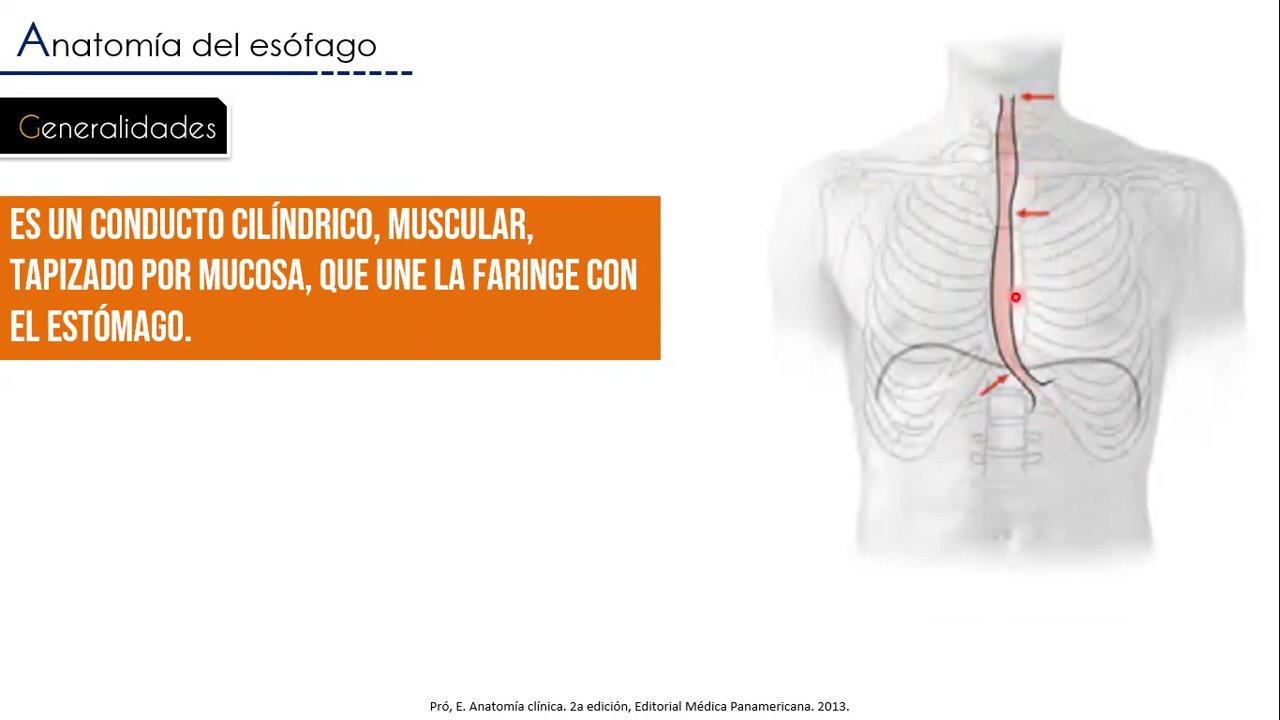 Anatomía del esófago
Generalidades
ES UN CONDUCTO CILÍNDRICO, MUSCULAR,
TAPIZADO POR MUCOSA, QUE UNE LA FARINGE CON
EL ESTÓMAGO.
Pró, E. Anatomía clínica. 2a edición, Editorial Médica Panamericana. 2013.